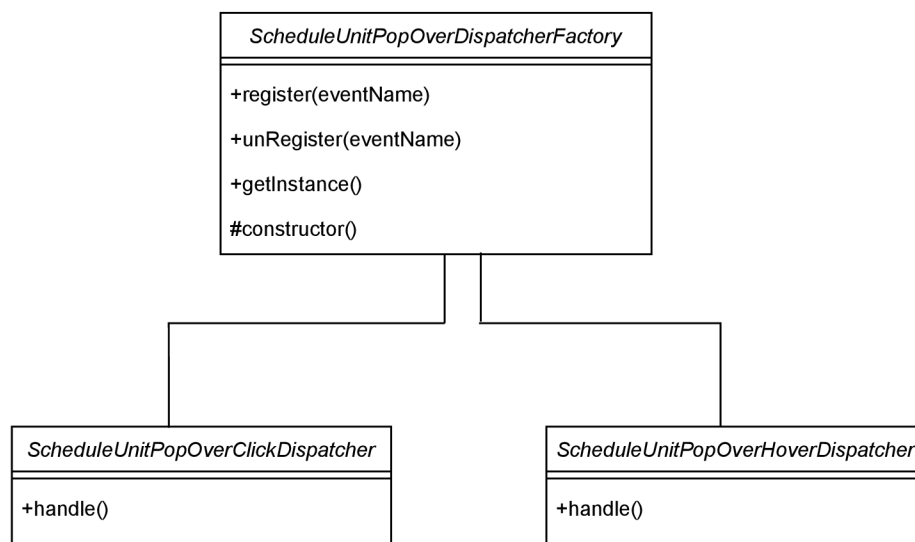 ScheduleUnitPopOverDispatcherFactory
+register(eventName)
+unRegister(eventName)
+getInstance()
#constructor()
ScheduleUnitPopOverClickDispatcher
+handle()
ScheduleUnitPopOverHoverDispatcher
+handle()